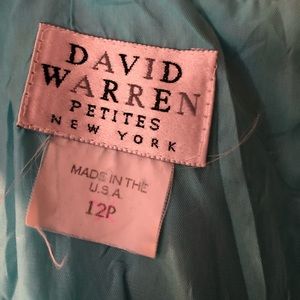 DAVID
WARREN
PETITES
NEW YORK
MADE IN THE
U.S.A.
12P